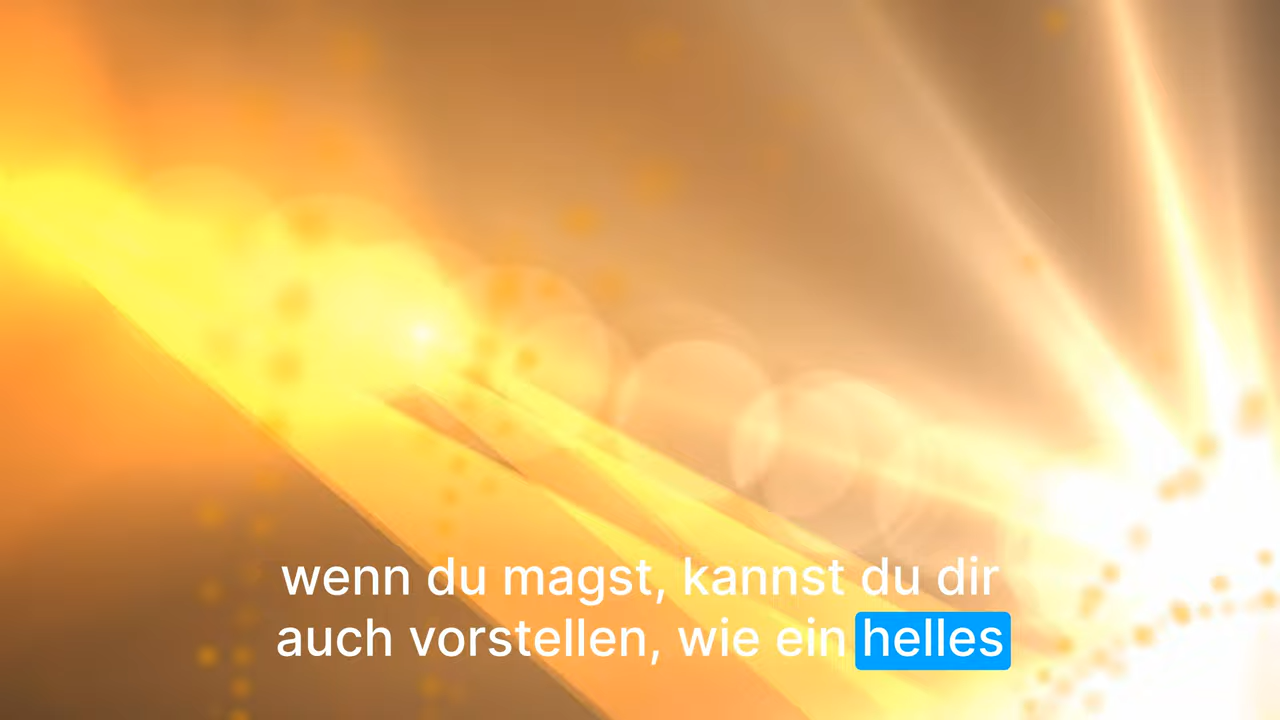 wenn du magst, kannst du dir
auch vorstellen, wie ein helles